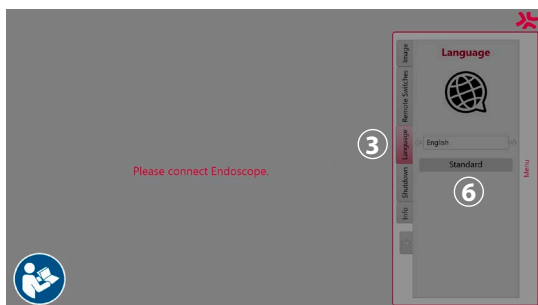 Please connect Endoscope.
3
Image
Remote Switches
Language
Shutdown
Info
Language
English
Standard
6
Menu